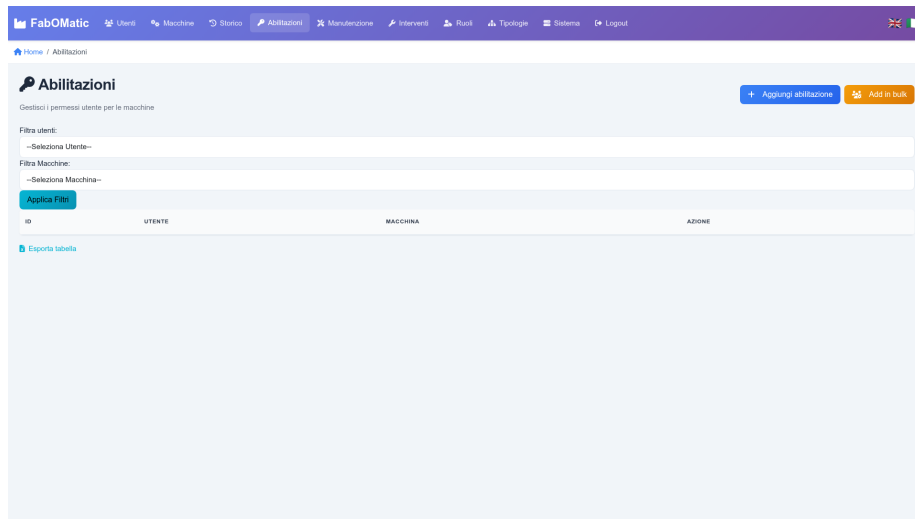 FabOMatic Utenti Macchine Storico Abilitazioni Manutenzione Interventi Ruoli Tipologie Sistema Logout
Home / Abilitazioni
Abilitazioni
Gestisci i permessi utente per le macchine
+ Aggiungi abilitazione Add in bulk
Filtra utenti:
--Seleziona Utente--
Filtra Macchine:
--Seleziona Macchina--
Applica Filtri
ID UTENTE MACCHINA AZIONE
Esporta tabella